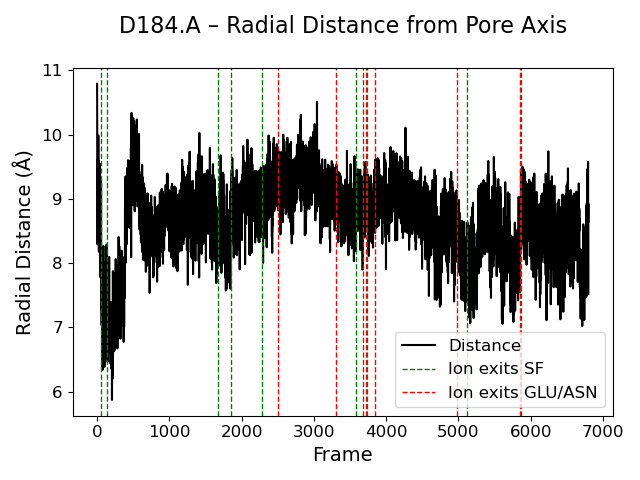 D184.A – Radial Distance from Pore Axis
11
10
9
8
7
6
Radial Distance (Å)
0
1000
2000
3000
4000
5000
6000
7000
Frame
Distance
Ion exits SF
Ion exits GLU/ASN